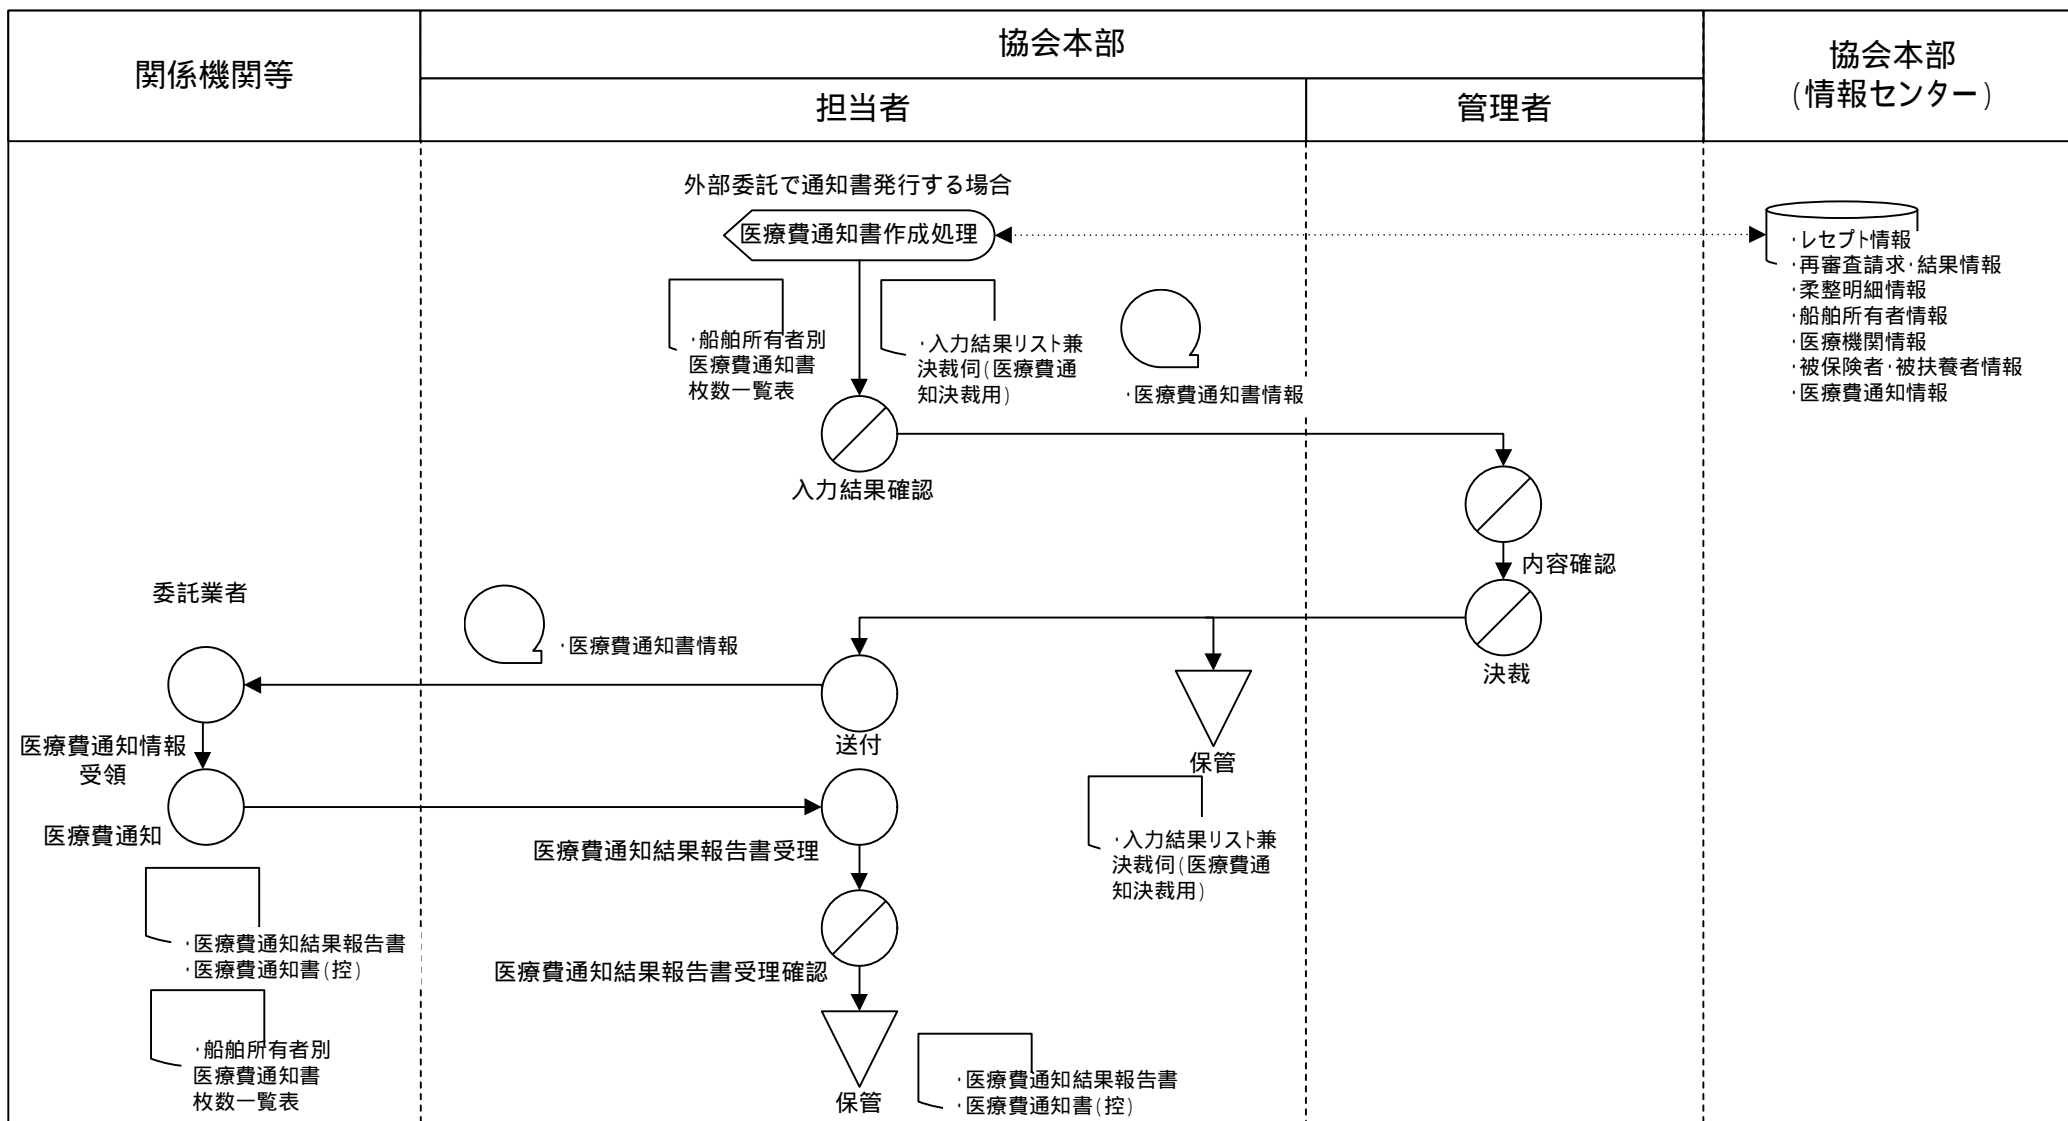 関係機関等
協会本部
担当者
管理者
協会本部
(情報センター)
外部委託で通知書発行する場合
医療費通知書作成処理
・レセプト情報
・再審査請求・結果情報
・柔整明細情報
・船舶所有者情報
・医療機関情報
・被保険者・被扶養者情報
・医療費通知情報
・船舶所有者別
医療費通知書
枚数一覧表
・入力結果リスト兼
決裁伺(医療費通
知決裁用)
・医療費通知書情報
入力結果確認
内容確認
決裁
委託業者
・医療費通知書情報
送付
保管
医療費通知情報
受領
医療費通知
医療費通知結果報告書受理
・入力結果リスト兼
決裁伺(医療費通
知決裁用)
・医療費通知結果報告書
・医療費通知書(控)
医療費通知結果報告書受理確認
・船舶所有者別
医療費通知書
枚数一覧表
保管
・医療費通知結果報告書
・医療費通知書(控)